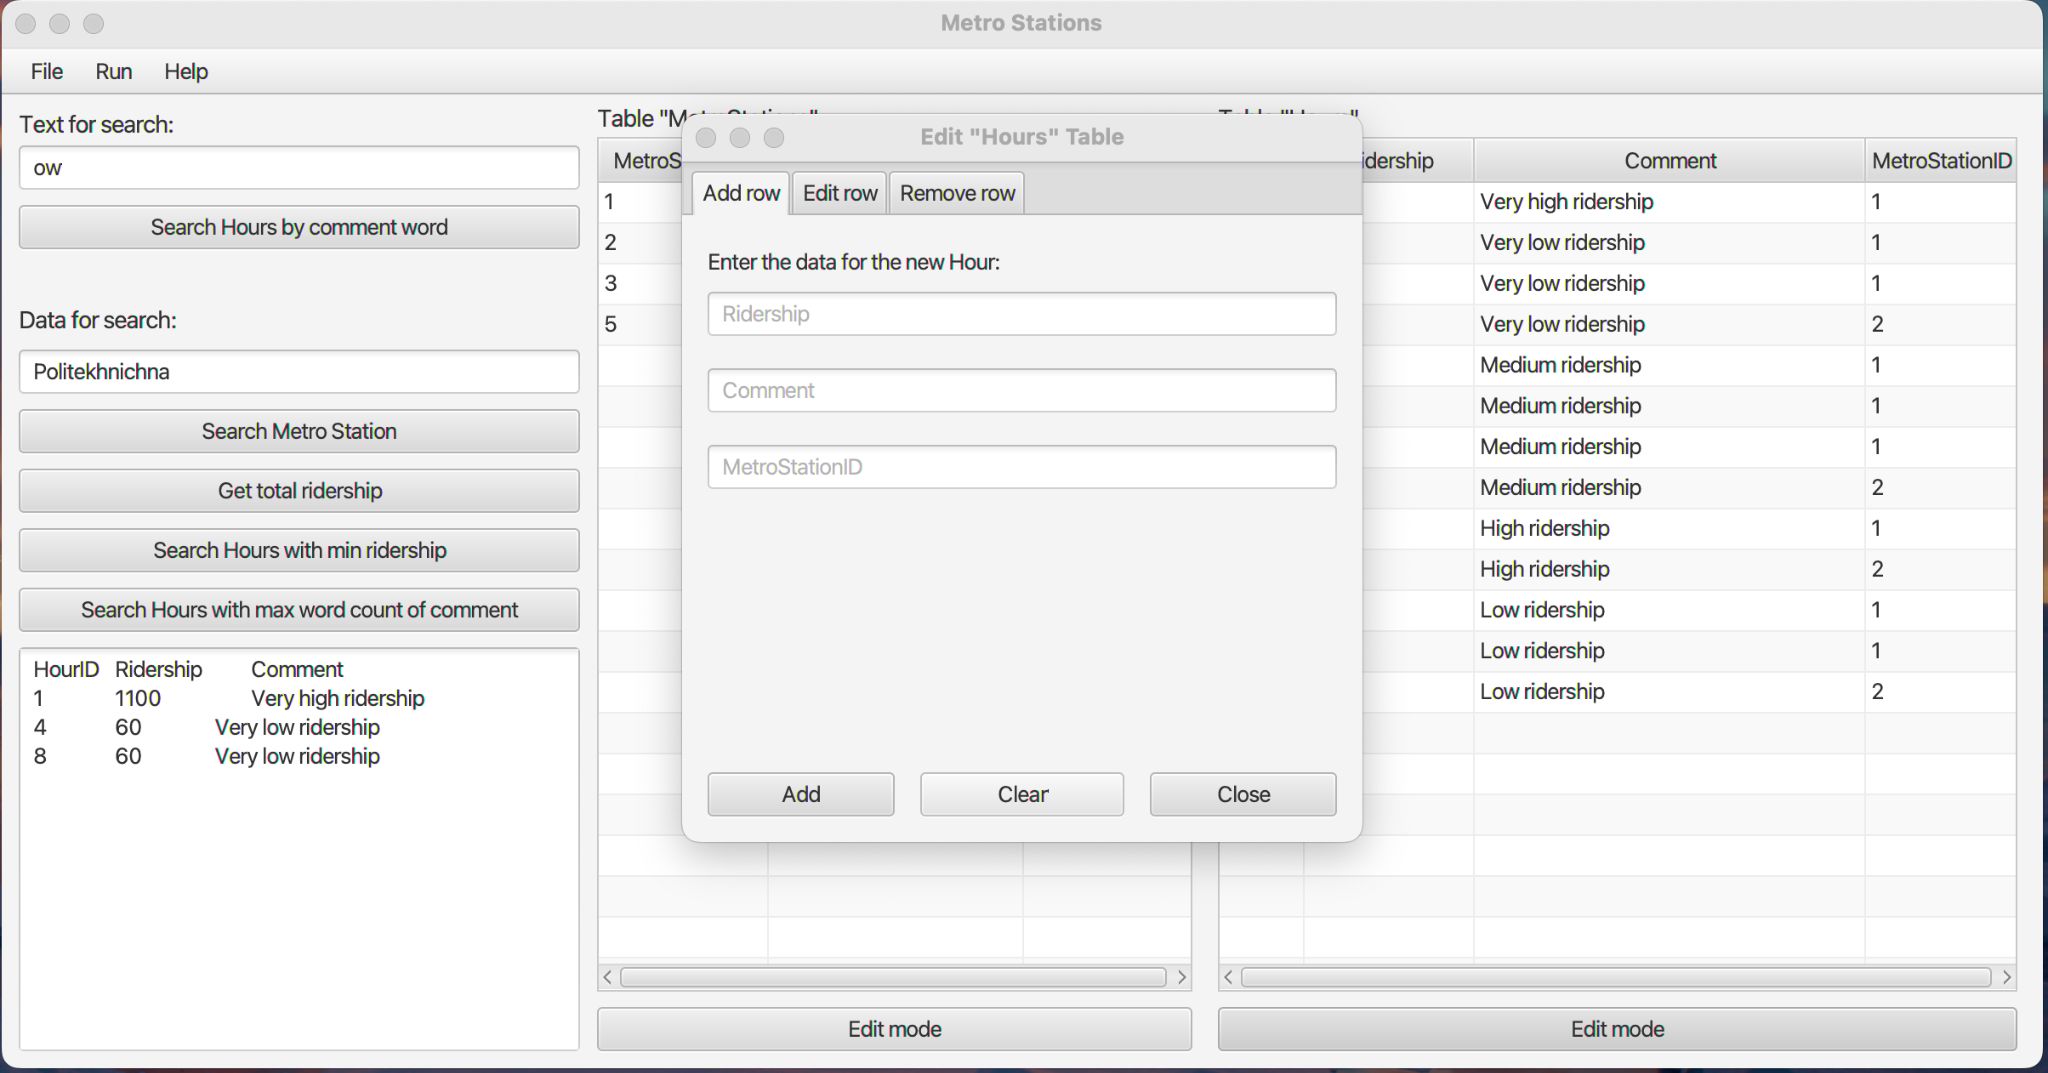 Metro Stations
File Run Help
Text for search:
ow
Search Hours by comment word
Data for search:
Politekhnichna
Search Metro Station
Get total ridership
Search Hours with min ridership
Search Hours with max word count of comment
HourID Ridership Comment
1 1100 Very high ridership
4 60 Very low ridership
8 60 Very low ridership
Table "MetroStations"
MetroS
1
2
3
5
Edit mode
Edit "Hours" Table
Add row Edit row Remove row
Enter the data for the new Hour:
Ridership
Comment
MetroStationID
Add Clear Close
Table "Hours"
idership Comment MetroStationID
Very high ridership 1
Very low ridership 1
Very low ridership 1
Very low ridership 2
Medium ridership 1
Medium ridership 1
Medium ridership 1
Medium ridership 2
High ridership 1
High ridership 2
Low ridership 1
Low ridership 1
Low ridership 2
Edit mode